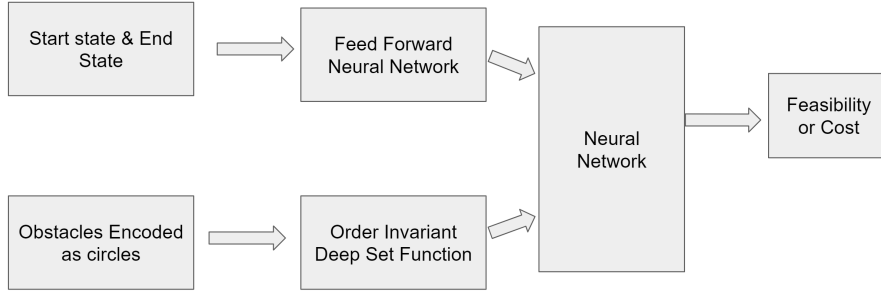 Start state & End
State
Feed Forward
Neural Network
Neural
Network
Feasibility
or Cost
Obstacles Encoded
as circles
Order Invariant
Deep Set Function